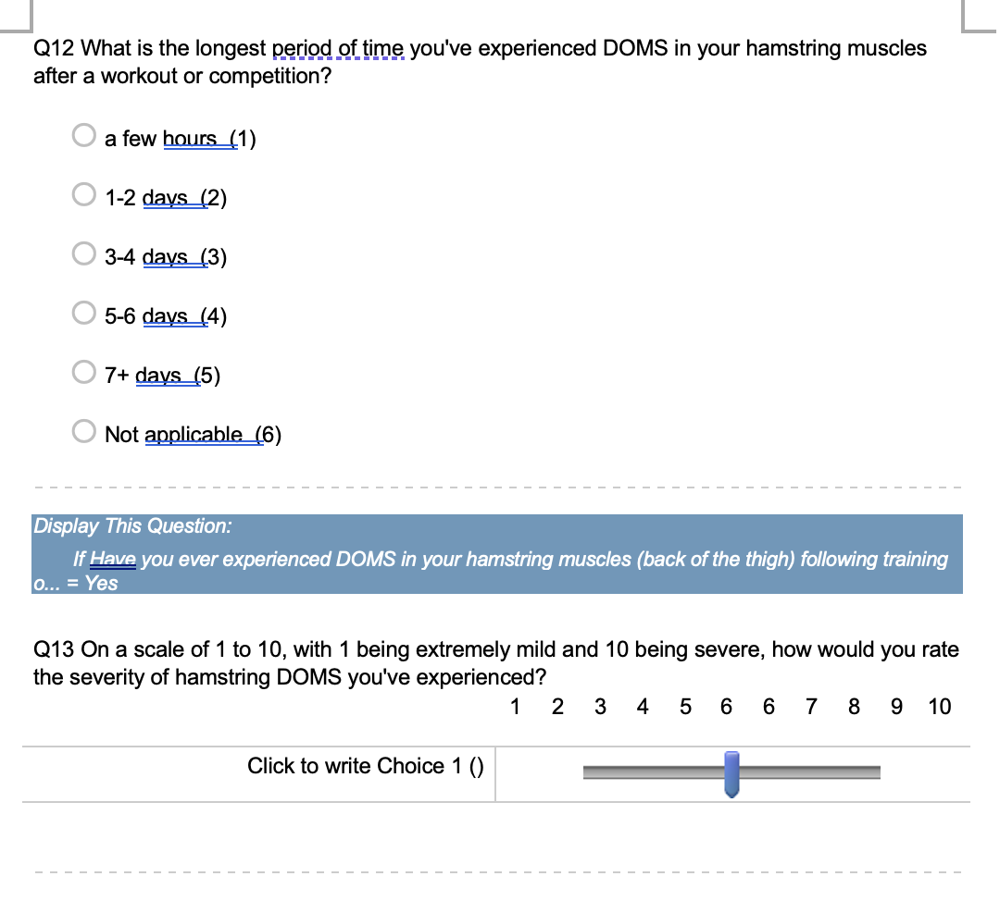 Q12 What is the longest period of time you've experienced DOMS in your hamstring muscles
after a workout or competition?
a few hours (1)
1-2 days (2)
3-4 days (3)
5-6 days (4)
7+ days (5)
Not applicable (6)
Display This Question:
If Have you ever experienced DOMS in your hamstring muscles (back of the thigh) following training
o... = Yes
Q13 On a scale of 1 to 10, with 1 being extremely mild and 10 being severe, how would you rate
the severity of hamstring DOMS you've experienced?
1 2 3 4 5 6 6 7 8 9 10
Click to write Choice 1 ()